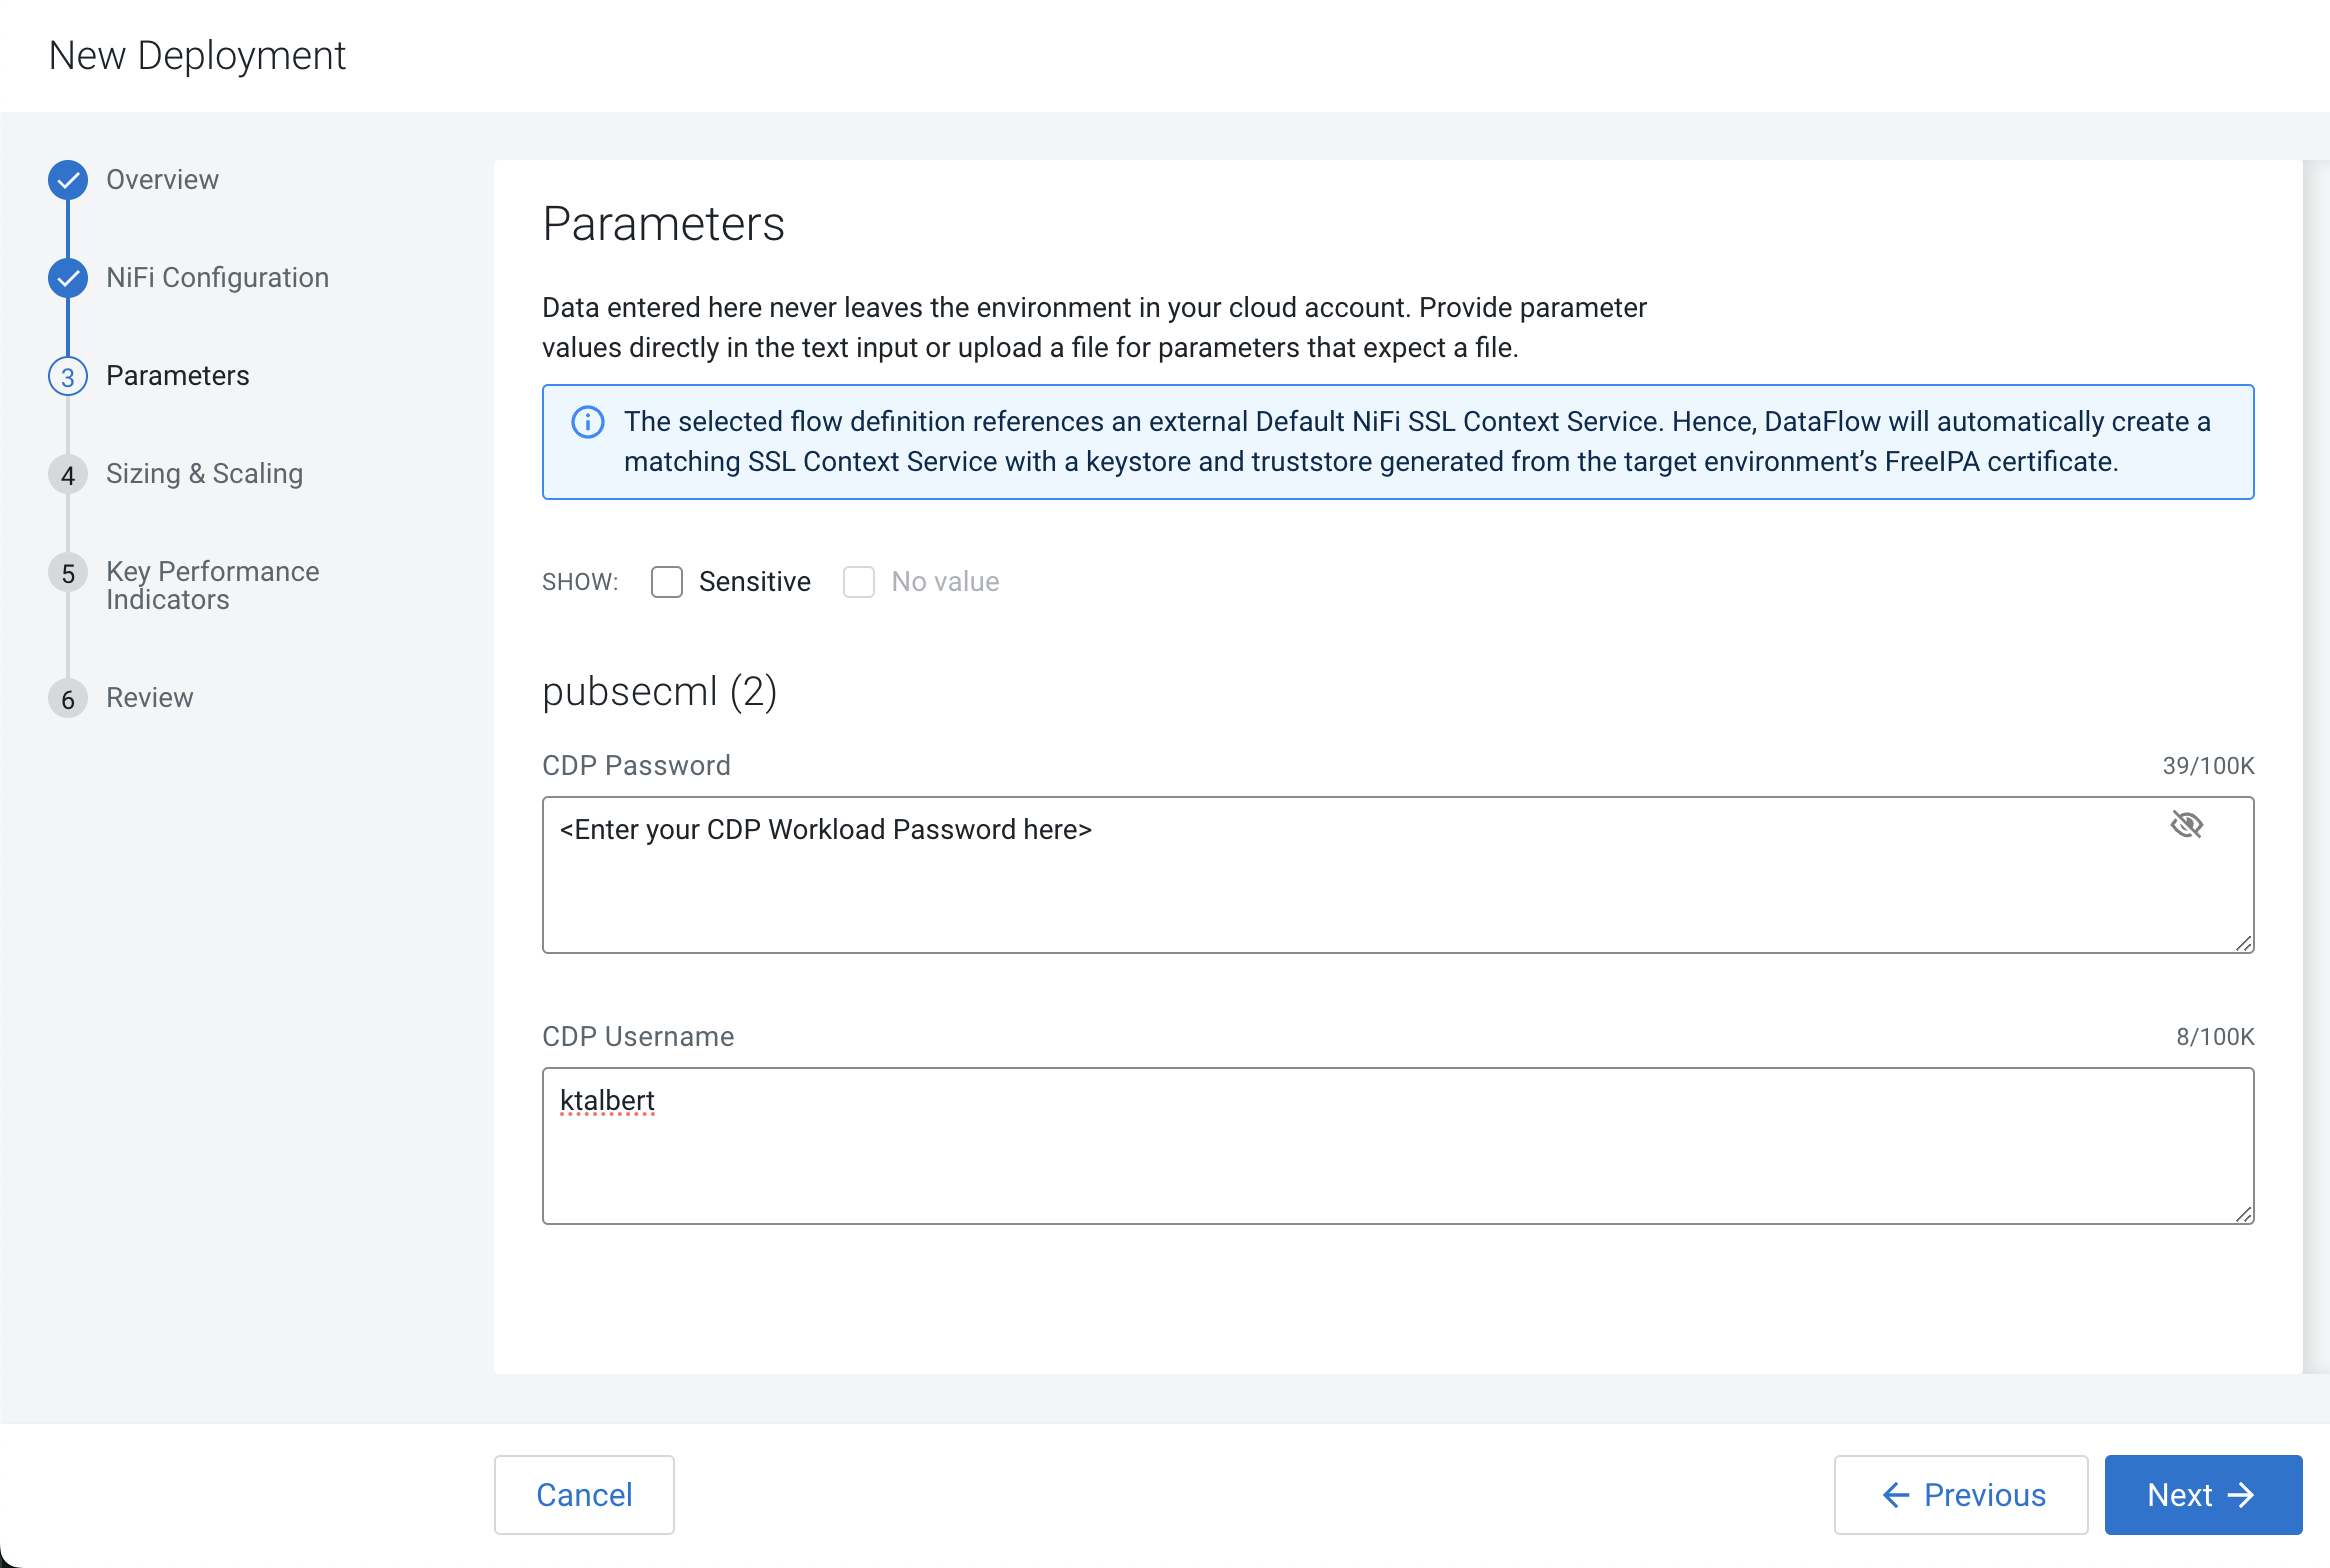 New Deployment
Overview
NiFi Configuration
3 Parameters
4 Sizing & Scaling
5 Key Performance
Indicators
6 Review
Parameters
Data entered here never leaves the environment in your cloud account. Provide parameter
values directly in the text input or upload a file for parameters that expect a file.
The selected flow definition references an external Default NiFi SSL Context Service. Hence, DataFlow will automatically create a
matching SSL Context Service with a keystore and truststore generated from the target environment’s FreeIPA certificate.
SHOW: Sensitive No value
pubsecml (2)
CDP Password 39/100K
<Enter your CDP Workload Password here>
CDP Username 8/100K
ktalbert
Cancel Previous Next